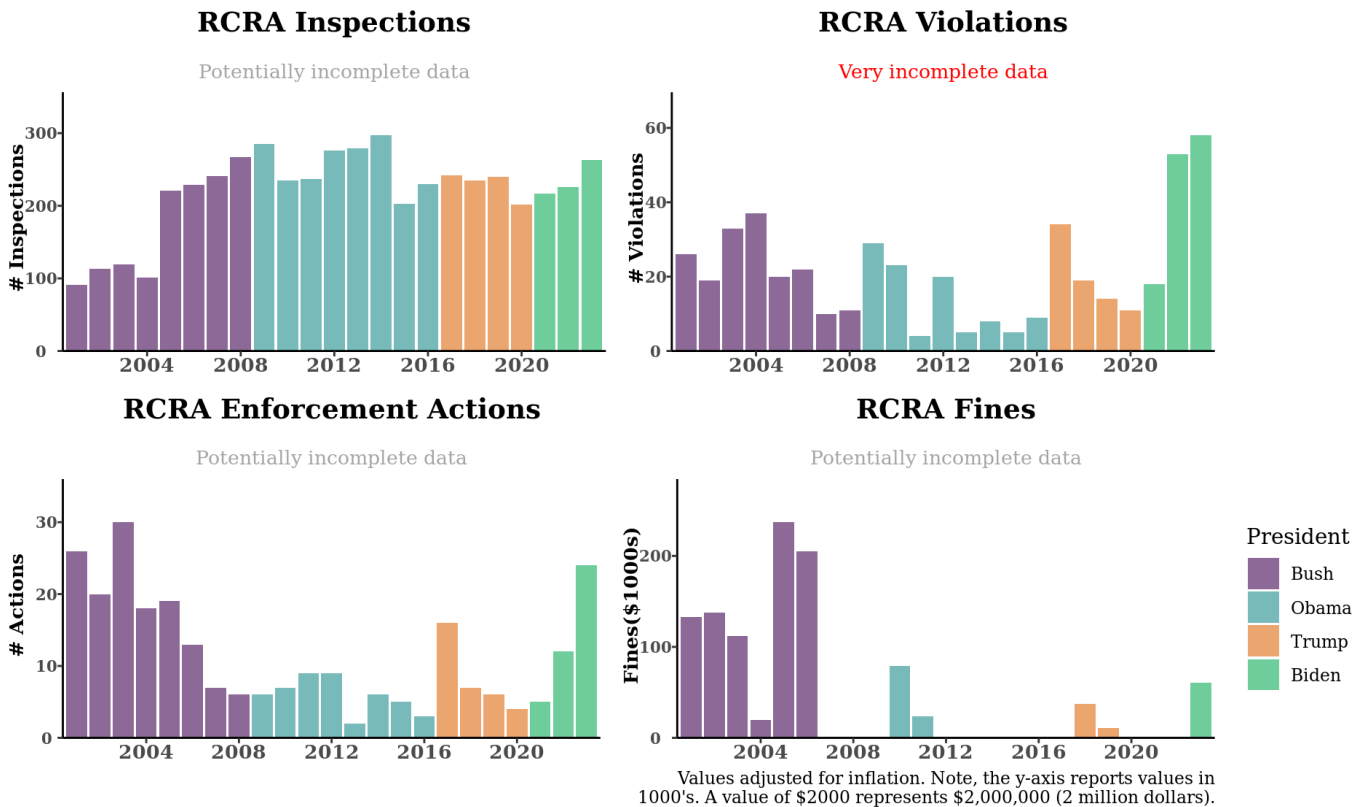 RCRA Inspections
Potentially incomplete data
# Inspections
300
200
100
0
2004 2008 2012 2016 2020
RCRA Violations
Very incomplete data
# Violations
60
40
20
0
2004 2008 2012 2016 2020
RCRA Enforcement Actions
Potentially incomplete data
# Actions
30
20
10
0
2004 2008 2012 2016 2020
RCRA Fines
Potentially incomplete data
Fines($1000s)
200
100
0
2004 2008 2012 2016 2020
President
Bush
Obama
Trump
Biden
Values adjusted for inflation. Note, the y-axis reports values in
1000's. A value of $2000 represents $2,000,000 (2 million dollars).